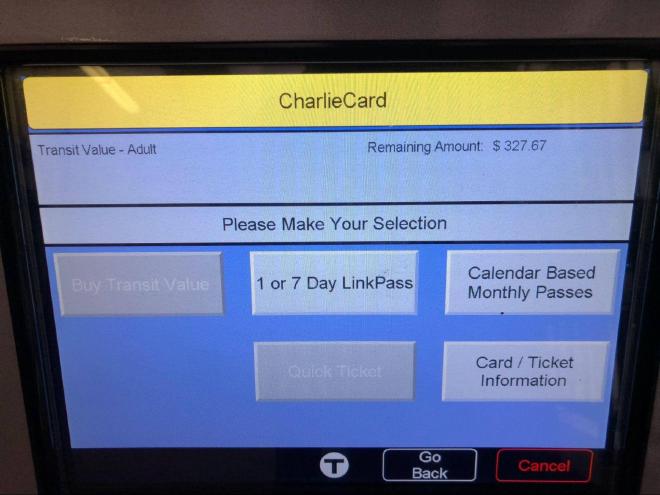 CharlieCard
Transit Value - Adult Remaining Amount: $ 327.67
Please Make Your Selection
Buy Transit Value
1 or 7 Day LinkPass
Calendar Based
Monthly Passes
Quick Ticket
Card / Ticket
Information
T
Go
Back
Cancel